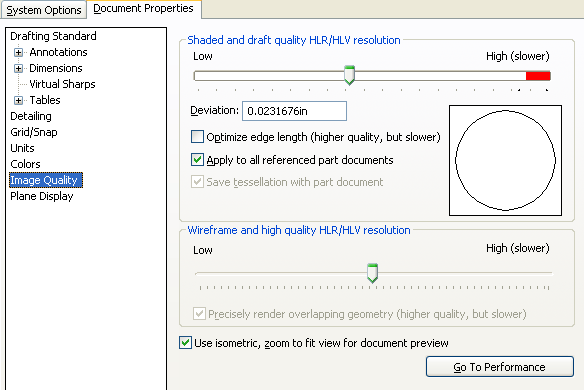 System Options
Document Properties
Drafting Standard
Annotations
Dimensions
Virtual Sharps
Tables
Detailing
Grid/Snap
Units
Colors
Image Quality
Plane Display
Shaded and draft quality HLR/HLV resolution
Low
High (slower)
Deviation:
0.0231676in
Optimize edge length (higher quality, but slower)
Apply to all referenced part documents
Save tessellation with part document
Wireframe and high quality HLR/HLV resolution
Low
High (slower)
Precisely render overlapping geometry (higher quality, but slower)
Use isometric, zoom to fit view for document preview
Go To Performance